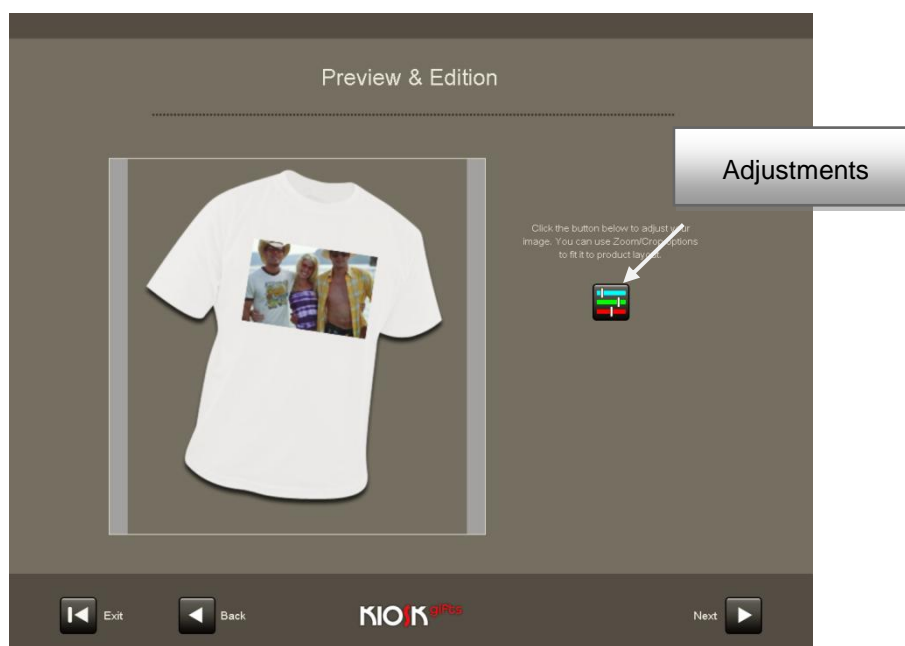 Preview & Edition
Adjustments
Click the button below to adjust your
image. You can use Zoom/Crop options
to fit it to product layout.
Exit
Back
KIOSK gifts
Next